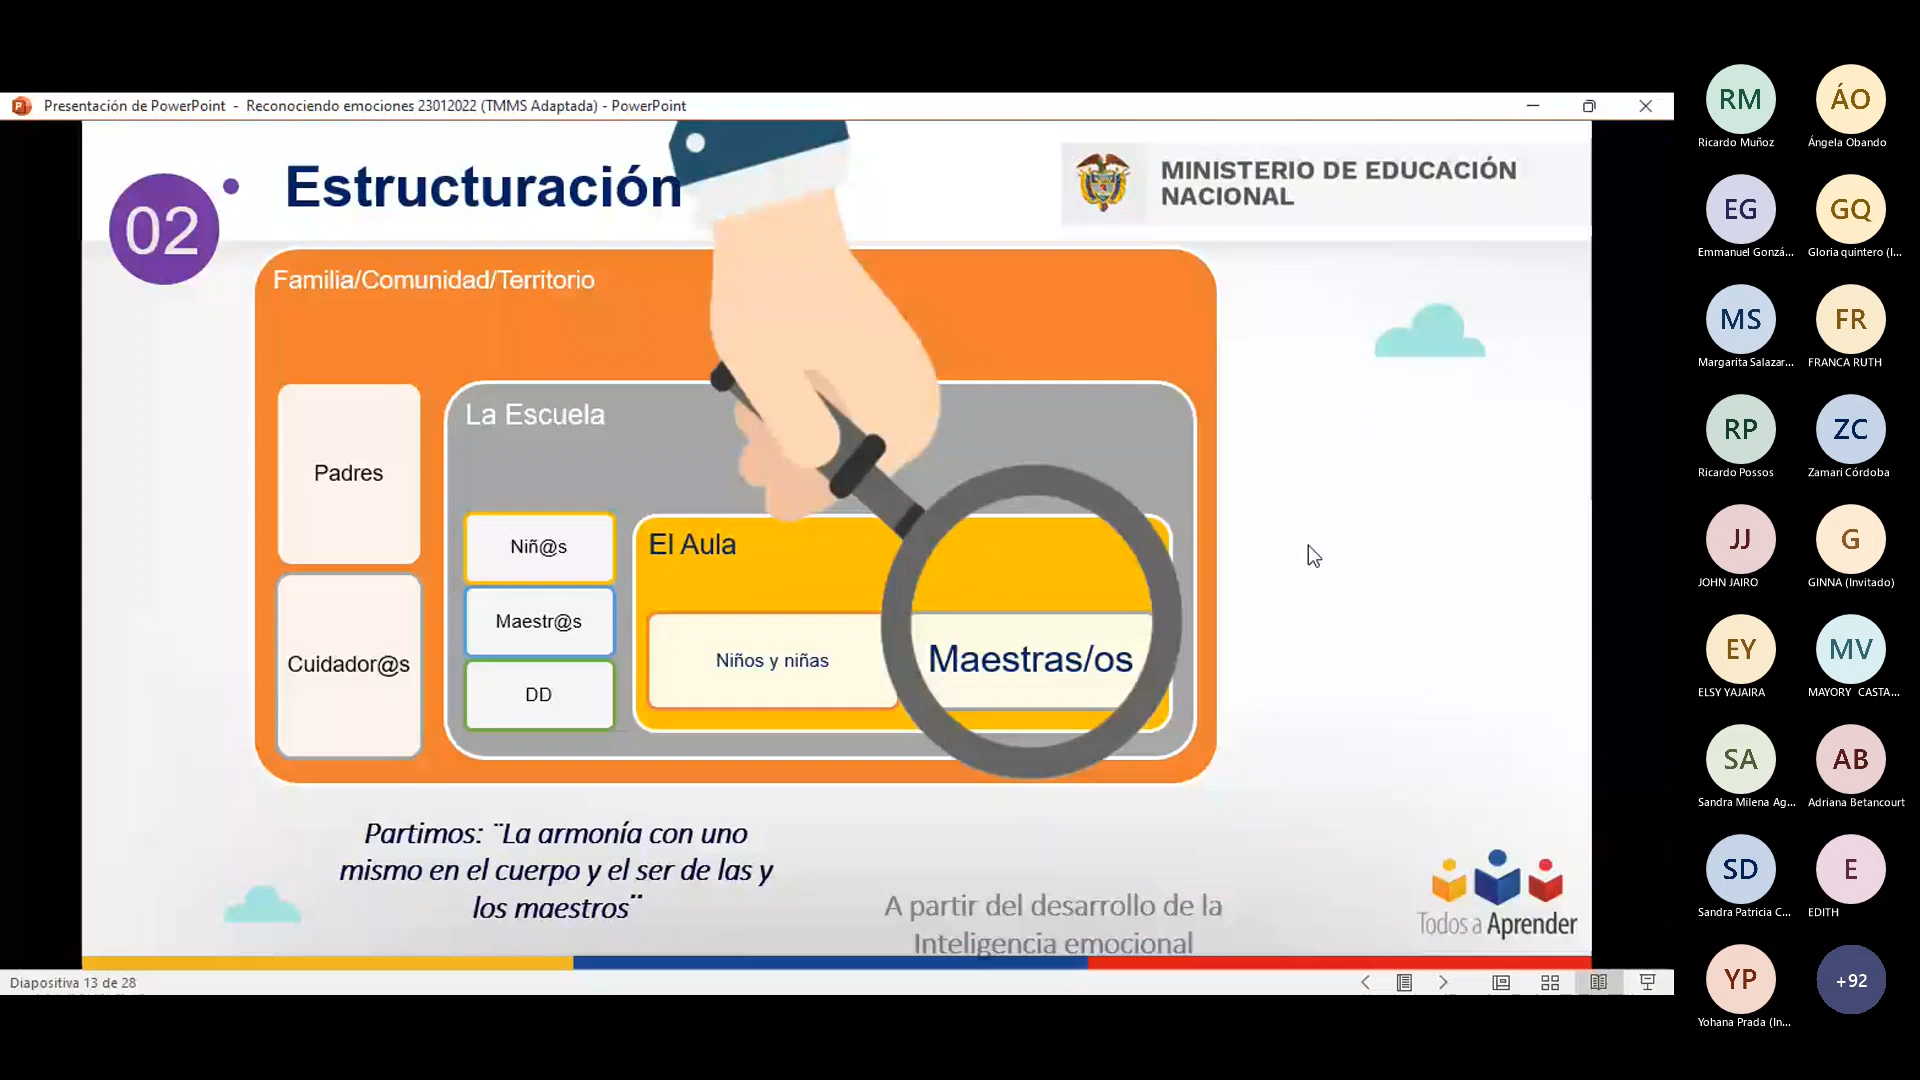 Presentación de PowerPoint - Reconociendo emociones 23012022 (TMMS Adaptada) - PowerPoint
02
Estructuración
MINISTERIO DE EDUCACIÓN
NACIONAL
Familia/Comunidad/Territorio
Padres
Cuidador@s
La Escuela
Niñ@s
Maestr@s
DD
El Aula
Niños y niñas
Maestras/os
Partimos: ¨La armonía con uno
mismo en el cuerpo y el ser de las y
los maestros¨
A partir del desarrollo de la
Inteligencia emocional
Todos a Aprender
Diapositiva 13 de 28
RM
Ricardo Muñoz
ÁO
Ángela Obando
EG
Emmanuel Gonzá...
GQ
Gloria quintero (I...
MS
Margarita Salazar...
FR
FRANCA RUTH
RP
Ricardo Possos
ZC
Zamari Córdoba
JJ
JOHN JAIRO
G
GINNA (Invitado)
EY
ELSY YAJAIRA
MV
MAYORY CASTA...
SA
Sandra Milena Ag...
AB
Adriana Betancourt
SD
Sandra Patricia C...
E
EDITH
YP
Yohana Prada (In...
+92